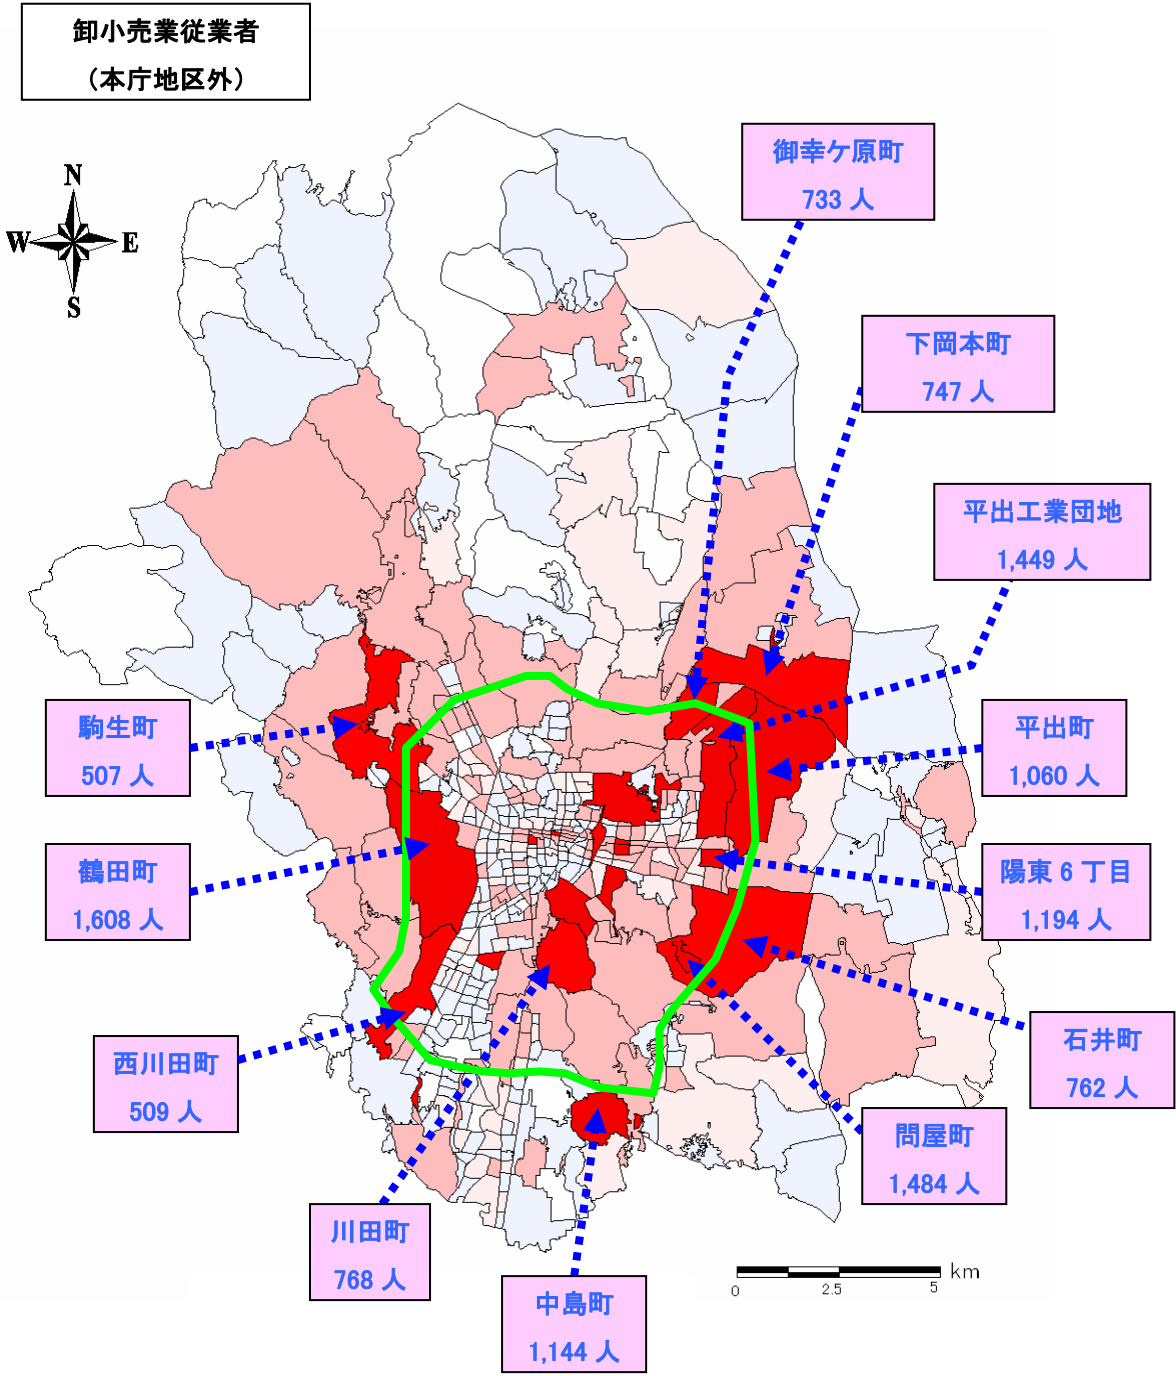 卸小売業従業者
（本庁地区外）
N
W
E
S
御幸ケ原町
733 人
下岡本町
747 人
平出工業団地
1,449 人
駒生町
507 人
平出町
1,060 人
鶴田町
1,608 人
陽東 6 丁目
1,194 人
西川田町
509 人
石井町
762 人
問屋町
1,484 人
川田町
768 人
中島町
1,144 人
km
0
2.5
5